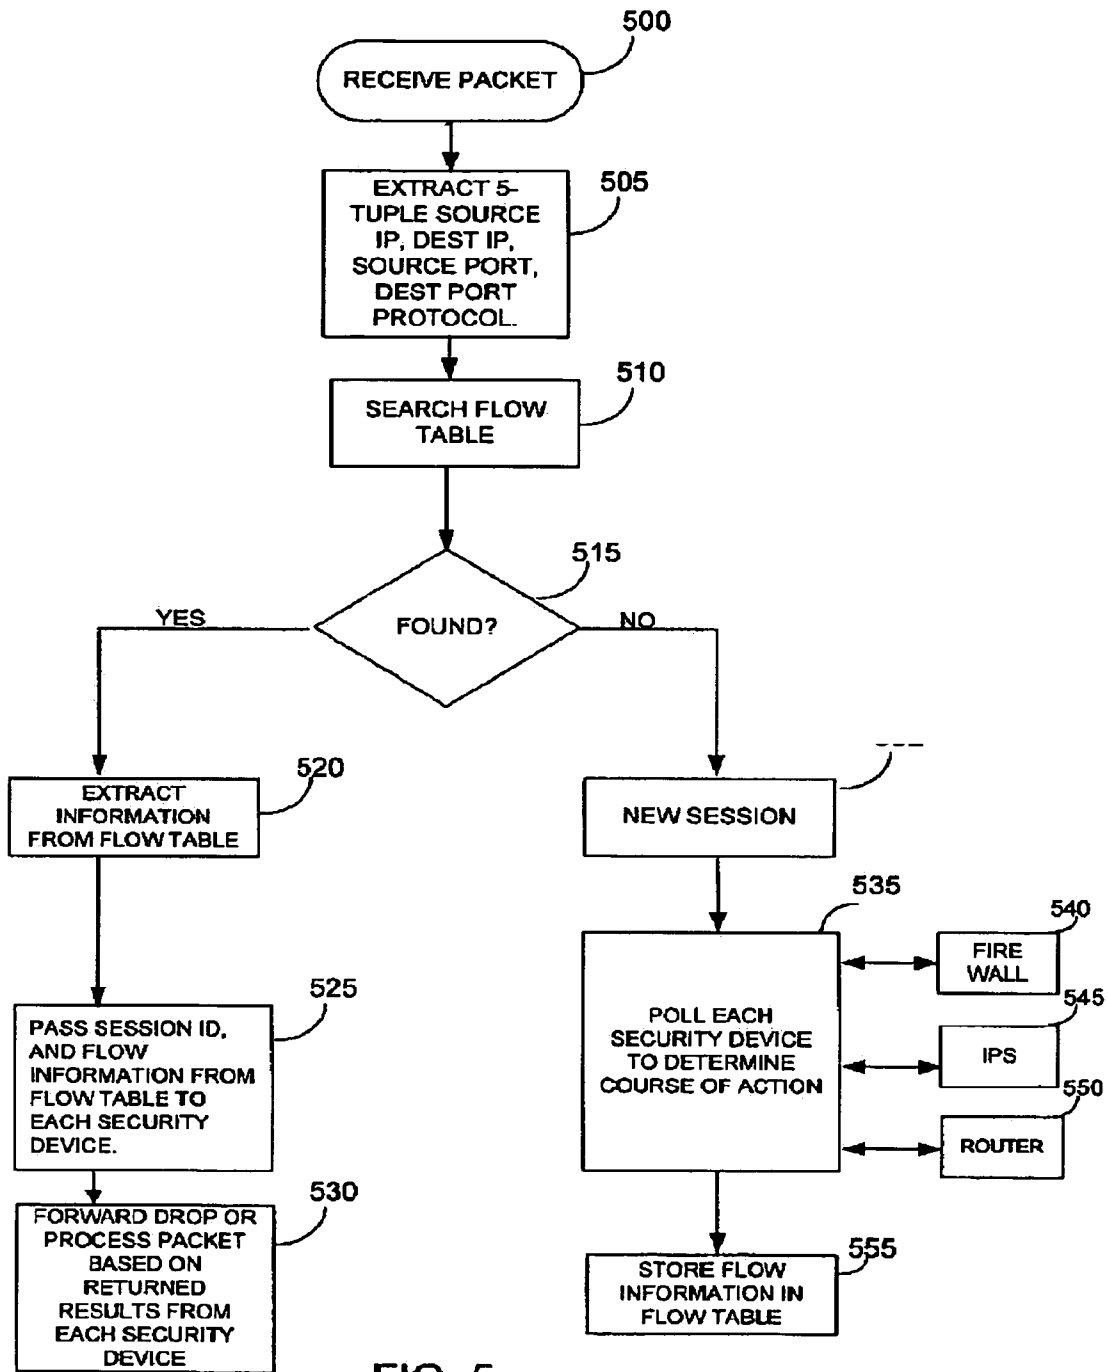 500
RECEIVE PACKET
505
EXTRACT 5-
TUPLE SOURCE
IP, DEST IP,
SOURCE PORT,
DEST PORT
PROTOCOL.
510
SEARCH FLOW
TABLE
515
FOUND?
YES
NO
520
EXTRACT
INFORMATION
FROM FLOW TABLE
NEW SESSION
525
PASS SESSION ID,
AND FLOW
INFORMATION FROM
FLOW TABLE TO
EACH SECURITY
DEVICE.
530
FORWARD DROP OR
PROCESS PACKET
BASED ON
RETURNED
RESULTS FROM
EACH SECURITY
DEVICE
535
POLL EACH
SECURITY DEVICE
TO DETERMINE
COURSE OF ACTION
540
FIRE
WALL
545
IPS
550
ROUTER
555
STORE FLOW
INFORMATION IN
FLOW TABLE
FIG. 5